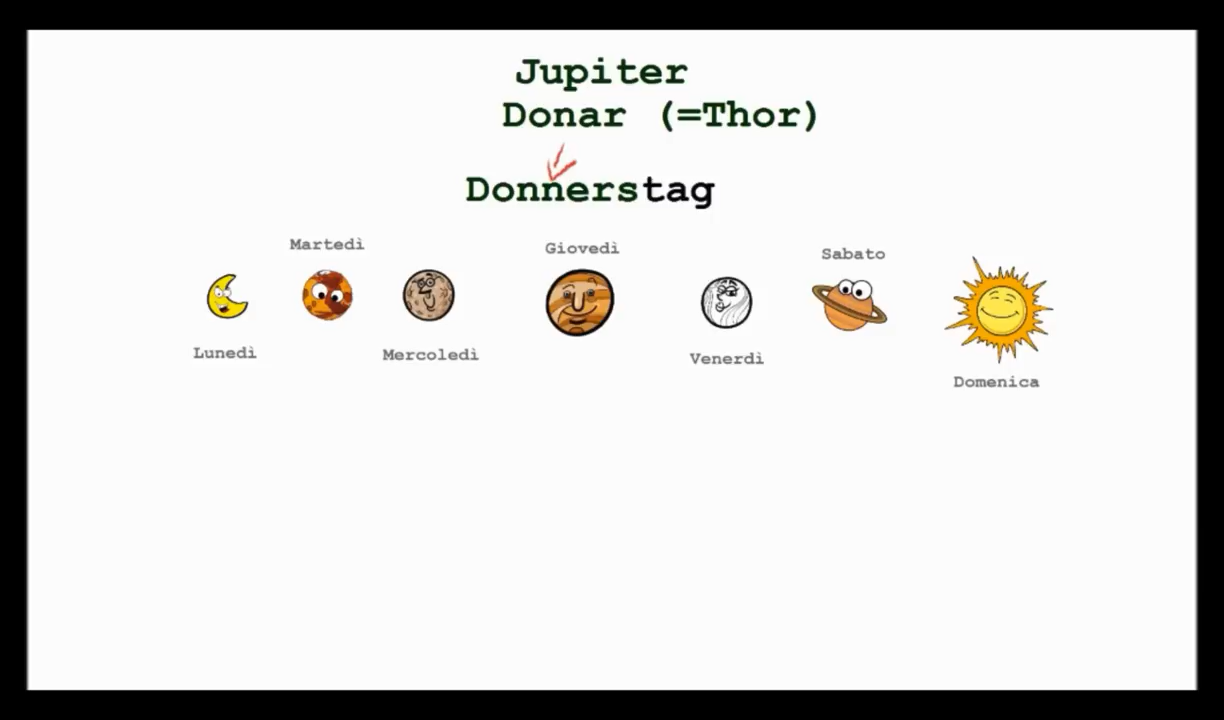 Jupiter
Donar (=Thor)
Donnerstag
Martedì
Giovedì
Sabato
Lunedì
Mercoledì
Venerdì
Domenica